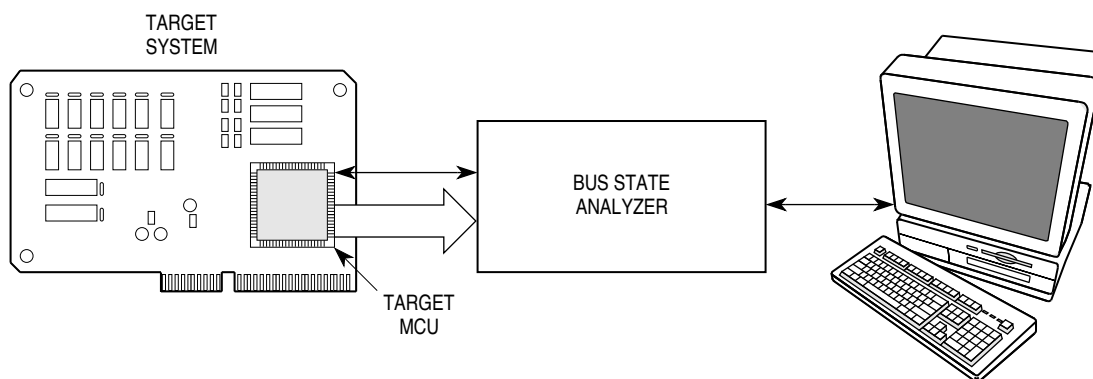 TARGET
SYSTEM
BUS STATE
ANALYZER
TARGET
MCU